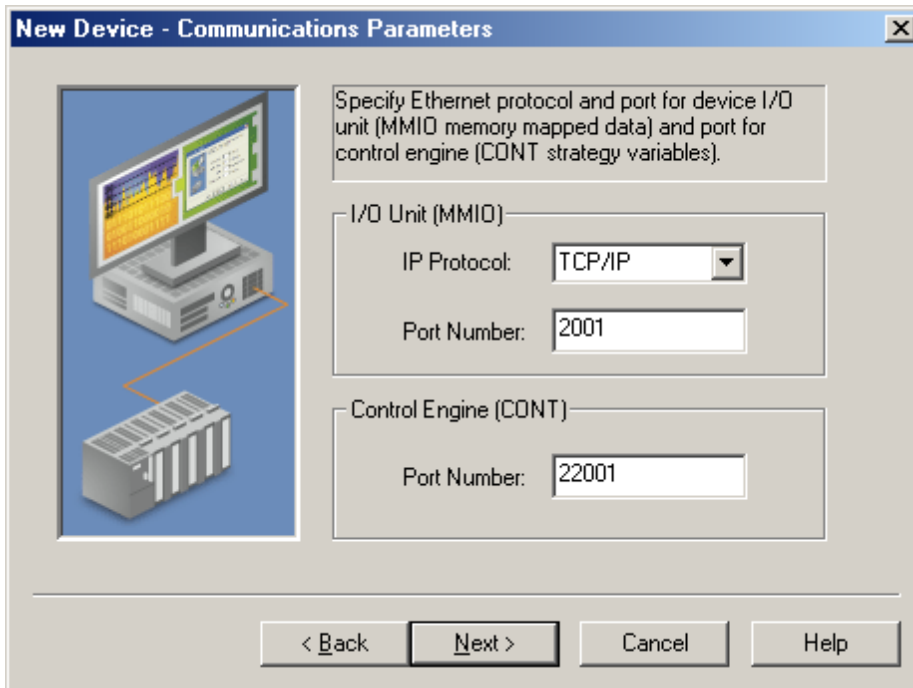 New Device - Communications Parameters
Specify Ethernet protocol and port for device I/O
unit (MMIO memory mapped data) and port for
control engine (CONT strategy variables).
I/O Unit (MMIO)
IP Protocol: TCP/IP
Port Number: 2001
Control Engine (CONT)
Port Number: 22001
< Back Next > Cancel Help